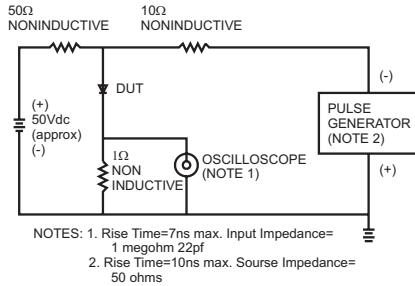 50Ω
NONINDUCTIVE
10Ω
NONINDUCTIVE
(+)
50Vdc
(approx)
(-)
DUT
1Ω
NON
INDUCTIVE
OSCILLOSCOPE
(NOTE 1)
(-)
PULSE
GENERATOR
(NOTE 2)
(+)
NOTES: 1. Rise Time=7ns max. Input Impedance=
1 megohm 22pf
2. Rise Time=10ns max. Sourse Impedance=
50 ohms